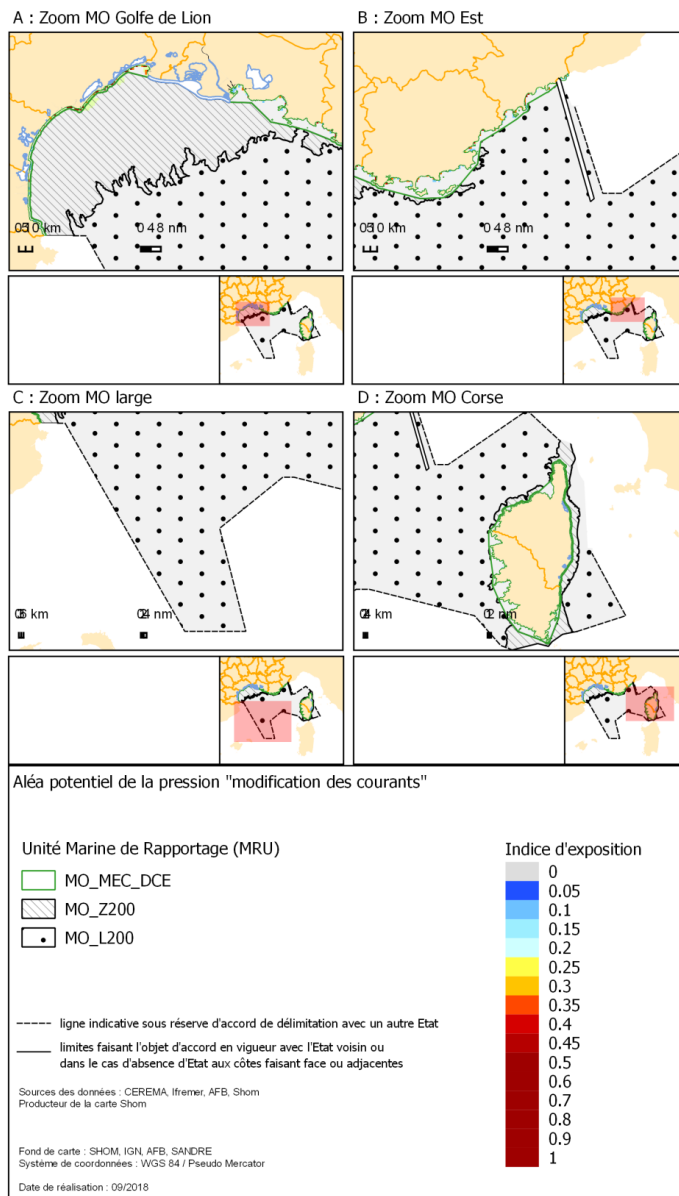 A : Zoom MO Golfe de Lion
B : Zoom MO Est
0 48 nm
0 48 nm
C : Zoom MO large
D : Zoom MO Corse
Aléa potentiel de la pression "modification des courants"
Unité Marine de Rapportage (MRU)
MO_MEC_DCE
MO_Z200
MO_L200
ligne indicative sous réserve d'accord de délimitation avec un autre Etat
limites faisant l'objet d'accord en vigueur avec l'Etat voisin ou
dans le cas d'absence d'Etat aux côtes faisant face ou adjacentes
Sources des données : CEREMA, Ifremer, AFB, Shom
Producteur de la carte Shom
Fond de carte : SHOM, IGN, AFB, SANDRE
Système de coordonnées : WGS 84 / Pseudo Mercator
Date de réalisation : 09/2018
Indice d'exposition
0
0.05
0.1
0.15
0.2
0.25
0.3
0.35
0.4
0.45
0.5
0.6
0.7
0.8
0.9
1